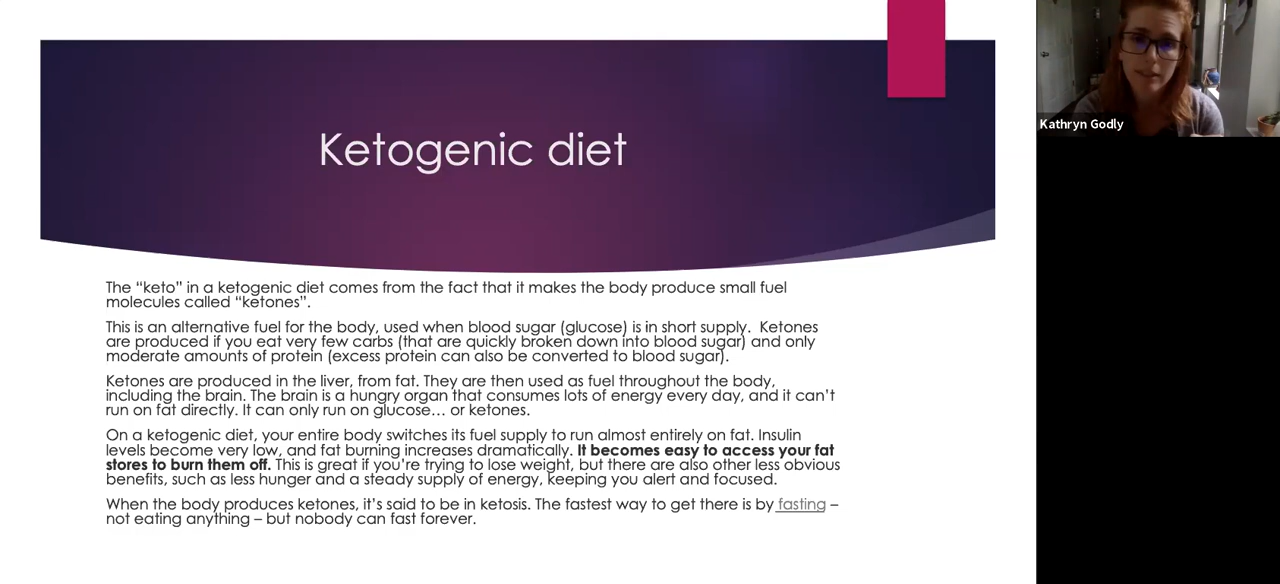 Ketogenic diet
Kathryn Godly
The “keto” in a ketogenic diet comes from the fact that it makes the body produce small fuel
molecules called “ketones”.
This is an alternative fuel for the body, used when blood sugar (glucose) is in short supply.  Ketones
are produced if you eat very few carbs (that are quickly broken down into blood sugar) and only
moderate amounts of protein (excess protein can also be converted to blood sugar).
Ketones are produced in the liver, from fat. They are then used as fuel throughout the body,
including the brain. The brain is a hungry organ that consumes lots of energy every day, and it can’t
run on fat directly. It can only run on glucose… or ketones.
On a ketogenic diet, your entire body switches its fuel supply to run almost entirely on fat. Insulin
levels become very low, and fat burning increases dramatically. It becomes easy to access your fat
stores to burn them off. This is great if you’re trying to lose weight, but there are also other less obvious
benefits, such as less hunger and a steady supply of energy, keeping you alert and focused.
When the body produces ketones, it’s said to be in ketosis. The fastest way to get there is by fasting –
not eating anything – but nobody can fast forever.